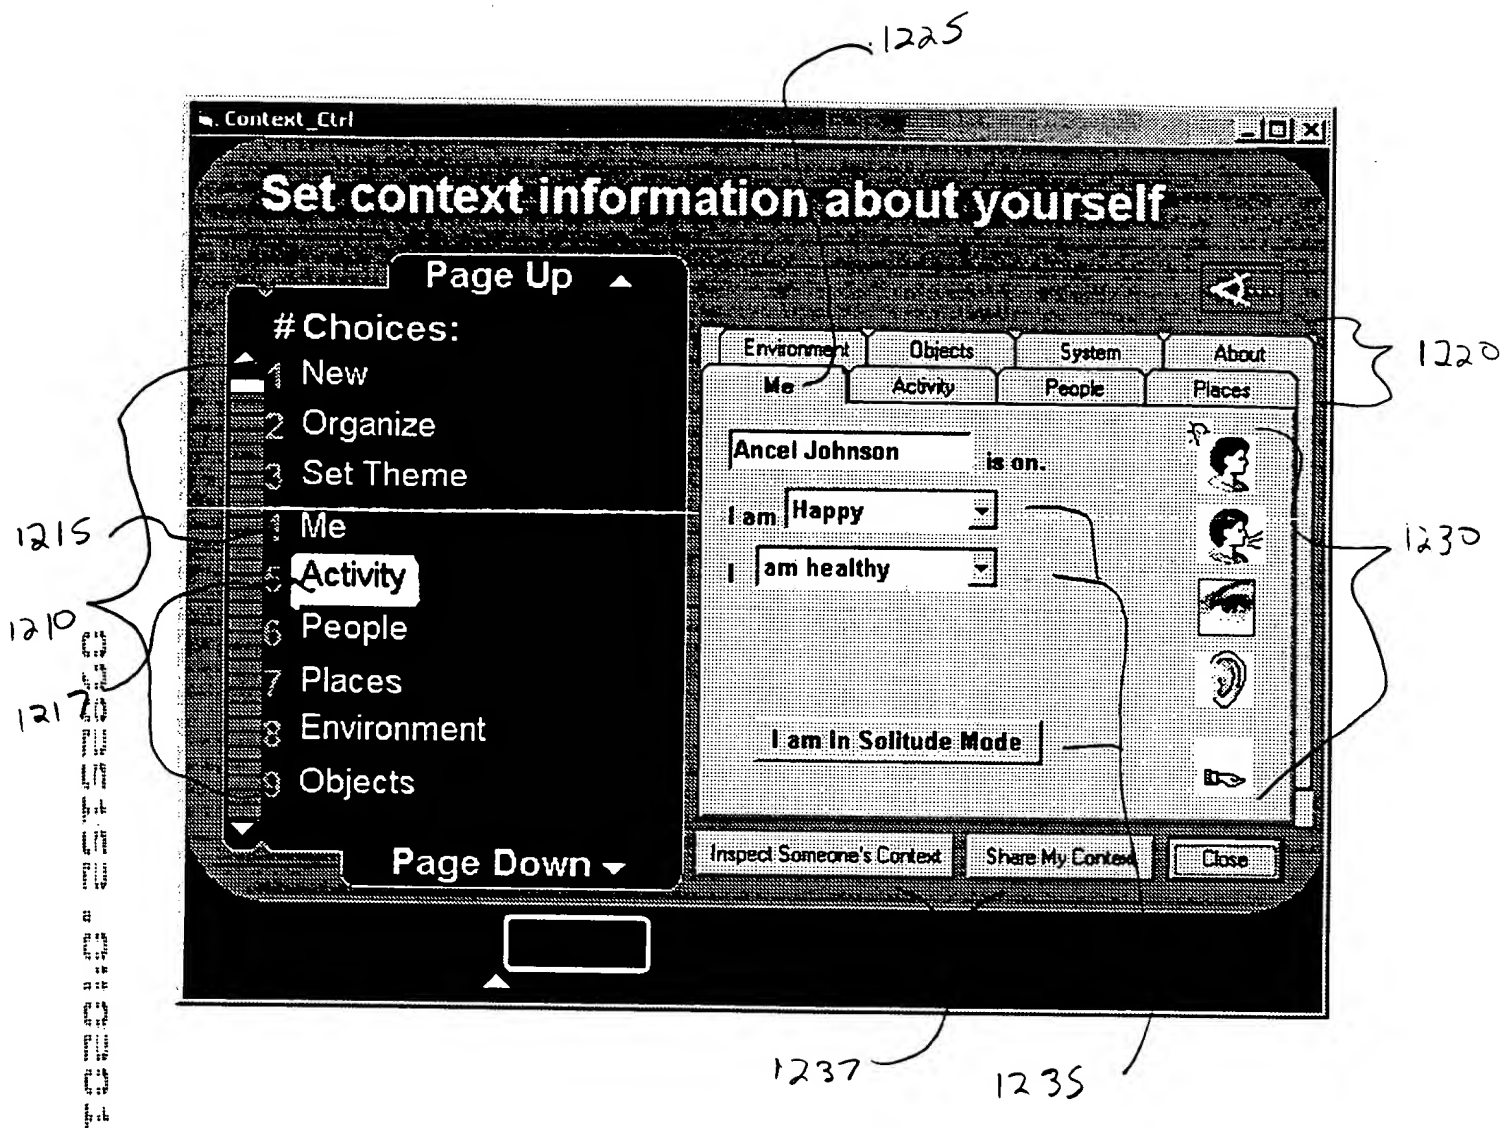 1225
Context_Ctrl
Set context information about yourself
Page Up
# Choices:
1 New
2 Organize
3 Set Theme
1 Me
5 Activity
6 People
7 Places
8 Environment
9 Objects
Page Down
Environment Objects System About
Me Activity People Places
Ancel Johnson is on.
I am Happy
I am healthy
I am In Solitude Mode
Inspect Someone's Context Share My Context Close
1220
1230
1215
1210
1217
1237
1235